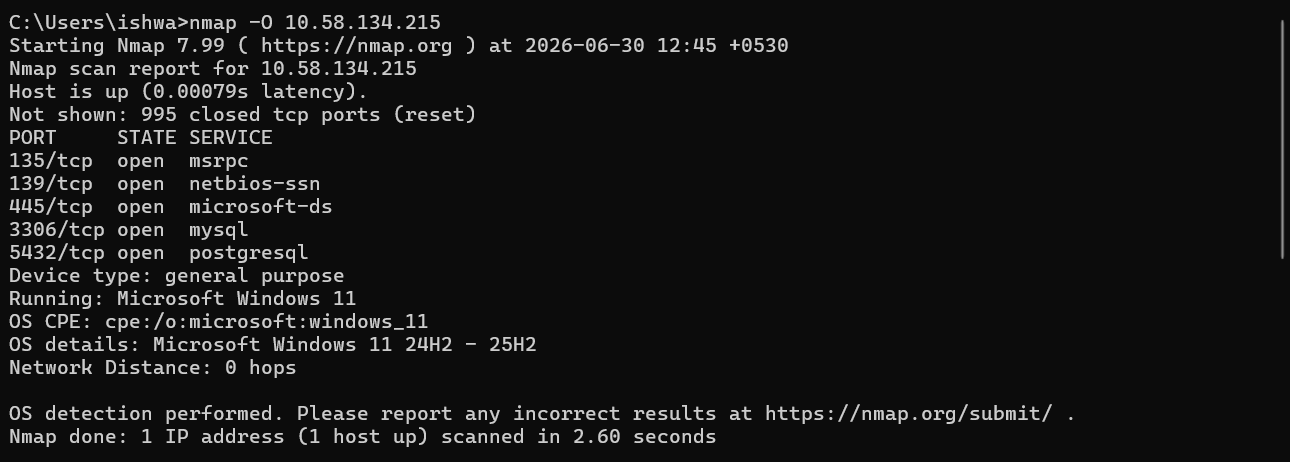 C:\Users\ishwa>nmap -O 10.58.134.215
Starting Nmap 7.99 ( https://nmap.org ) at 2026-06-30 12:45 +0530
Nmap scan report for 10.58.134.215
Host is up (0.00079s latency).
Not shown: 995 closed tcp ports (reset)
PORT     STATE SERVICE
135/tcp  open  msrpc
139/tcp  open  netbios-ssn
445/tcp  open  microsoft-ds
3306/tcp open  mysql
5432/tcp open  postgresql
Device type: general purpose
Running: Microsoft Windows 11
OS CPE: cpe:/o:microsoft:windows_11
OS details: Microsoft Windows 11 24H2 - 25H2
Network Distance: 0 hops

OS detection performed. Please report any incorrect results at https://nmap.org/submit/ .
Nmap done: 1 IP address (1 host up) scanned in 2.60 seconds